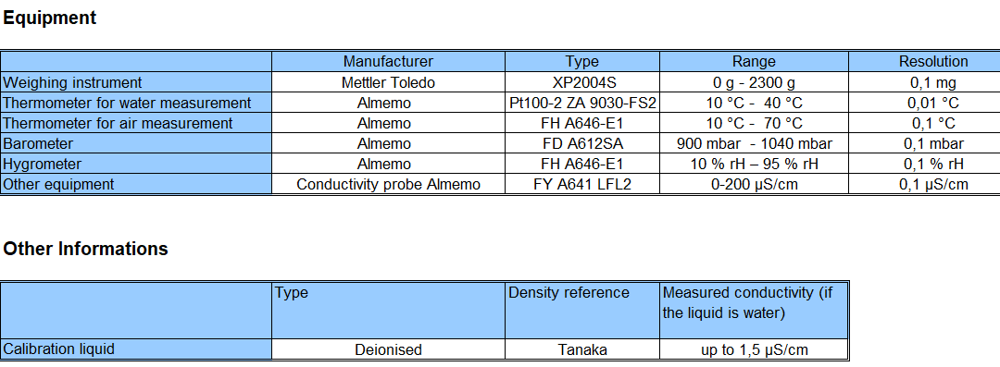 Equipment
Manufacturer Type Range Resolution
Weighing instrument Mettler Toledo XP2004S 0 g - 2300 g 0,1 mg
Thermometer for water measurement Almemo Pt100-2 ZA 9030-FS2 10 °C - 40 °C 0,01 °C
Thermometer for air measurement Almemo FH A646-E1 10 °C - 70 °C 0,1 °C
Barometer Almemo FD A612SA 900 mbar - 1040 mbar 0,1 mbar
Hygrometer Almemo FH A646-E1 10 % rH – 95 % rH 0,1 % rH
Other equipment Conductivity probe Almemo FY A641 LFL2 0-200 µS/cm 0,1 µS/cm
Other Informations
Type Density reference Measured conductivity (if
the liquid is water)
Calibration liquid Deionised Tanaka up to 1,5 µS/cm